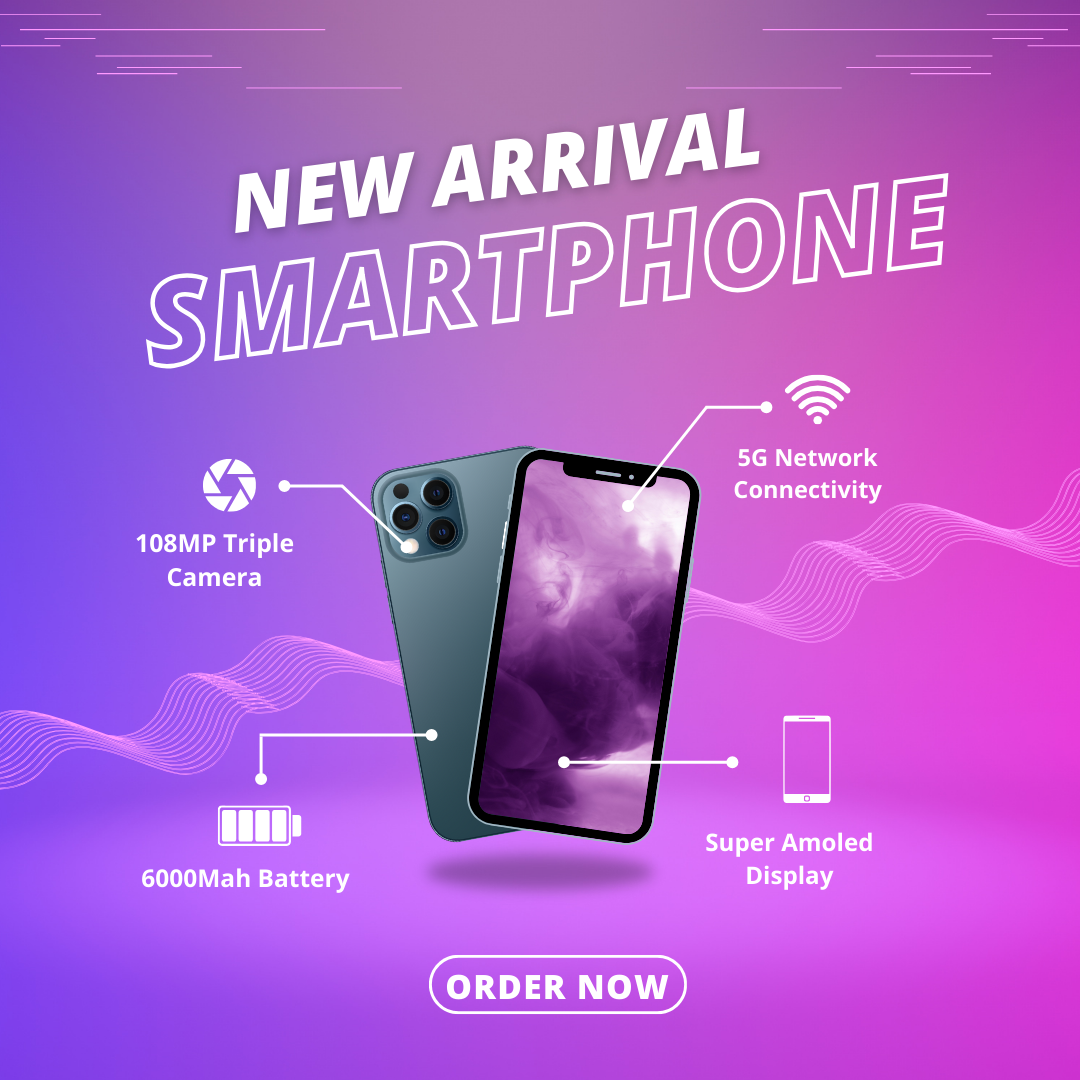 NEW ARRIVAL
SMARTPHONE
5G Network
Connectivity
108MP Triple
Camera
Super Amoled
Display
6000Mah Battery
ORDER NOW